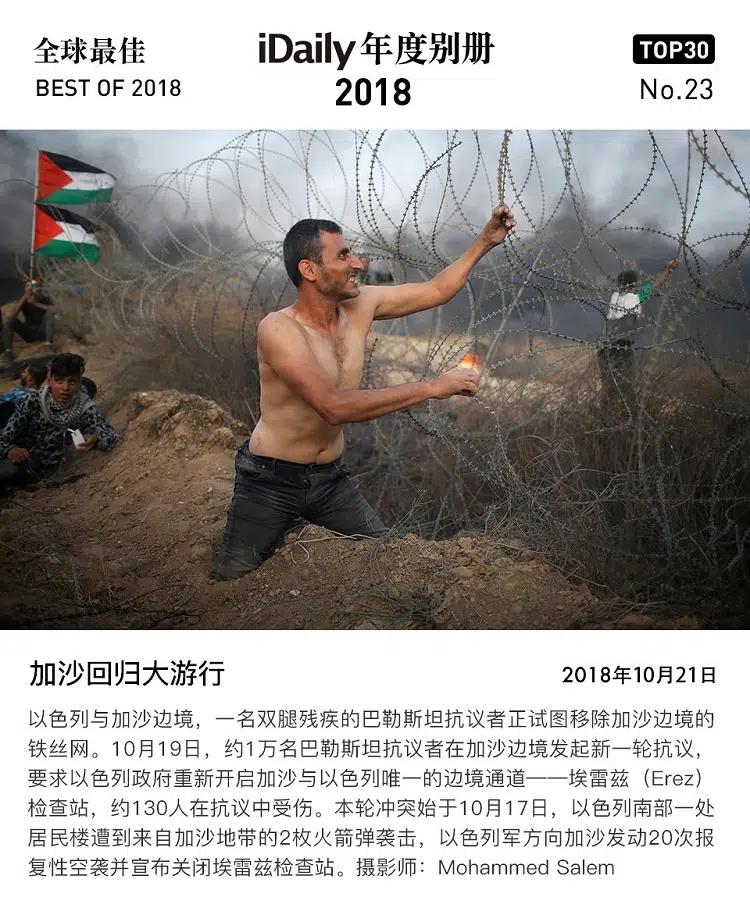 全球最佳
BEST OF 2018
iDaily 年度别册
2018
TOP30
No.23
加沙回归大游行
2018年10月21日
以色列与加沙边境，一名双腿残疾的巴勒斯坦抗议者正试图移除加沙边境的
铁丝网。10月19日，约1万名巴勒斯坦抗议者在加沙边境发起新一轮抗议，
要求以色列政府重新开启加沙与以色列唯一的边境通道——埃雷兹（Erez）
检查站，约130人在抗议中受伤。本轮冲突始于10月17日，以色列南部一处
居民楼遭到来自加沙地带的2枚火箭弹袭击，以色列军方向加沙发动20次报
复性空袭并宣布关闭埃雷兹检查站。摄影师：Mohammed Salem